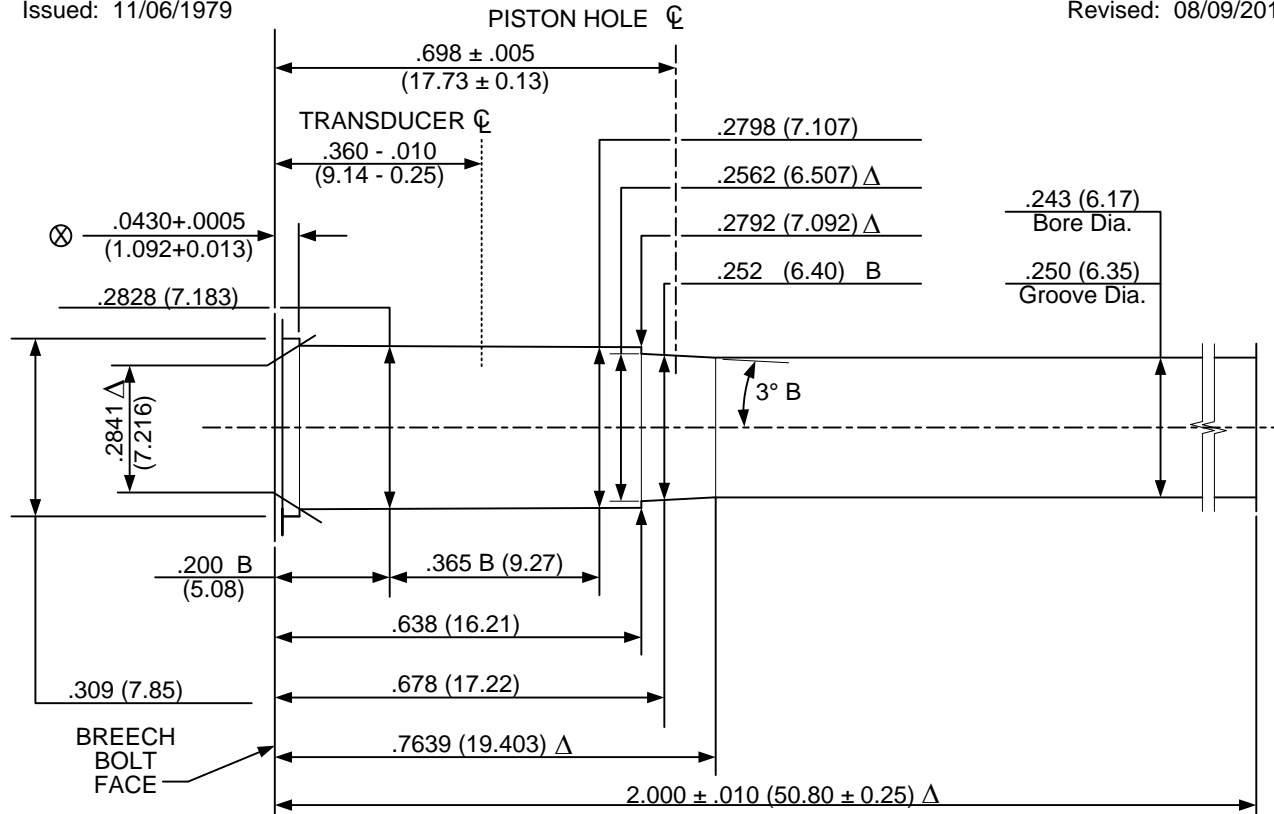 Issued: 11/06/1979
PISTON HOLE ℄
Revised: 08/09/201
.698 ± .005
(17.73 ± 0.13)
TRANSDUCER ℄
.360 - .010
(9.14 - 0.25)
.2798 (7.107)
.2562 (6.507) Δ
.2792 (7.092) Δ
.252 (6.40) B
.243 (6.17)
Bore Dia.
.250 (6.35)
Groove Dia.
⊗ .0430+.0005
(1.092+0.013)
.2828 (7.183)
.2841 Δ
(7.216)
3° B
.200 B
(5.08)
.365 B (9.27)
.638 (16.21)
.309 (7.85)
.678 (17.22)
BREECH
BOLT
FACE
.7639 (19.403) Δ
2.000 ± .010 (50.80 ± 0.25) Δ